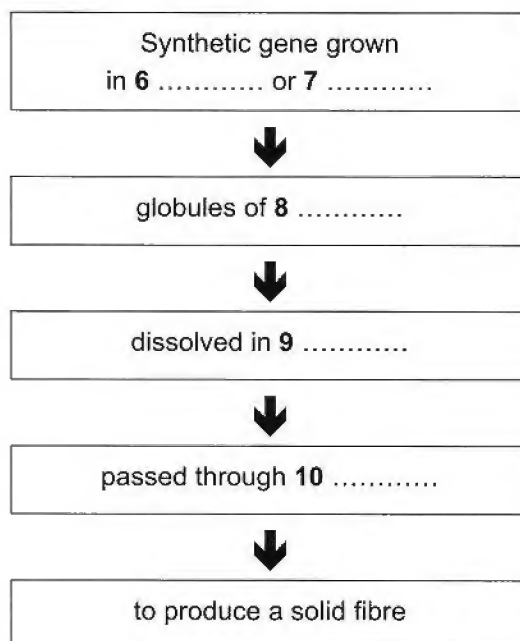 Synthetic gene grown
in 6 ............ or 7 ............
globules of 8 ............
dissolved in 9 ............
passed through 10 ............
to produce a solid fibre